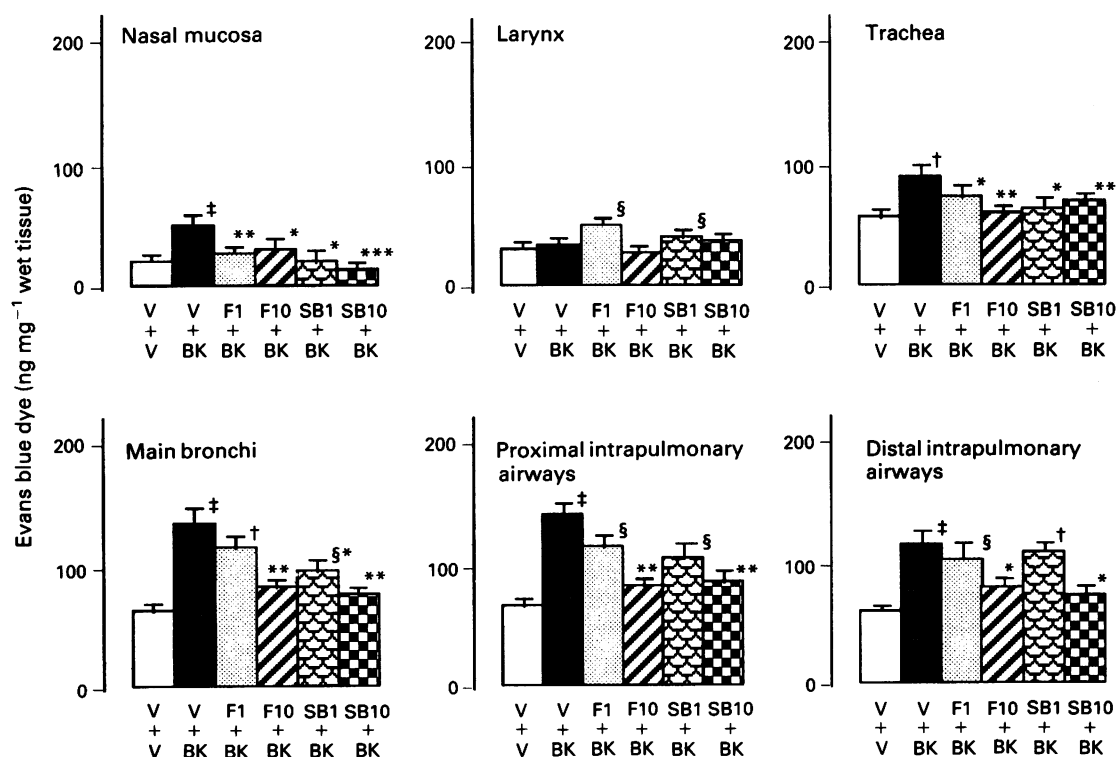 Evans blue dye (ng mg⁻¹ wet tissue)
Nasal mucosa
200
100
0
‡
**
*
*
***
V V F1 F10 SB1 SB10
+ + + + + +
V BK BK BK BK BK
Larynx
200
100
0
§
§
V V F1 F10 SB1 SB10
+ + + + + +
V BK BK BK BK BK
Trachea
200
100
0
†
*
**
*
**
V V F1 F10 SB1 SB10
+ + + + + +
V BK BK BK BK BK
Main bronchi
200
100
0
‡
†
**
§*
**
V V F1 F10 SB1 SB10
+ + + + + +
V BK BK BK BK BK
Proximal intrapulmonary
airways
200
100
0
‡
§
**
§
**
V V F1 F10 SB1 SB10
+ + + + + +
V BK BK BK BK BK
Distal intrapulmonary
airways
200
100
0
‡
§
*
†
*
V V F1 F10 SB1 SB10
+ + + + + +
V BK BK BK BK BK